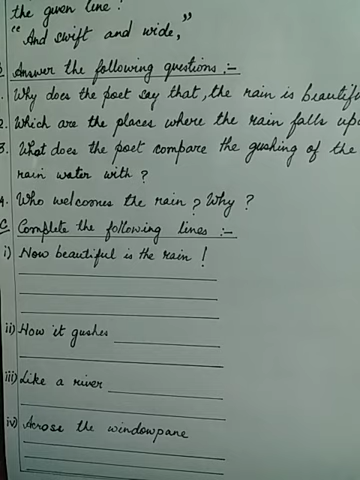 the given line :
"And swift and wide,"
Answer the following questions :-
Why does the poet say that, the rain is beautiful
2. Which are the places where the rain falls upo
3. What does the poet compare the gushing of the
rain water with ?
4. Who welcomes the rain ? Why ?
C Complete the following lines :-
i) How beautiful is the rain !
ii) How it gushes
iii) Like a river
iv) Across the windowpane